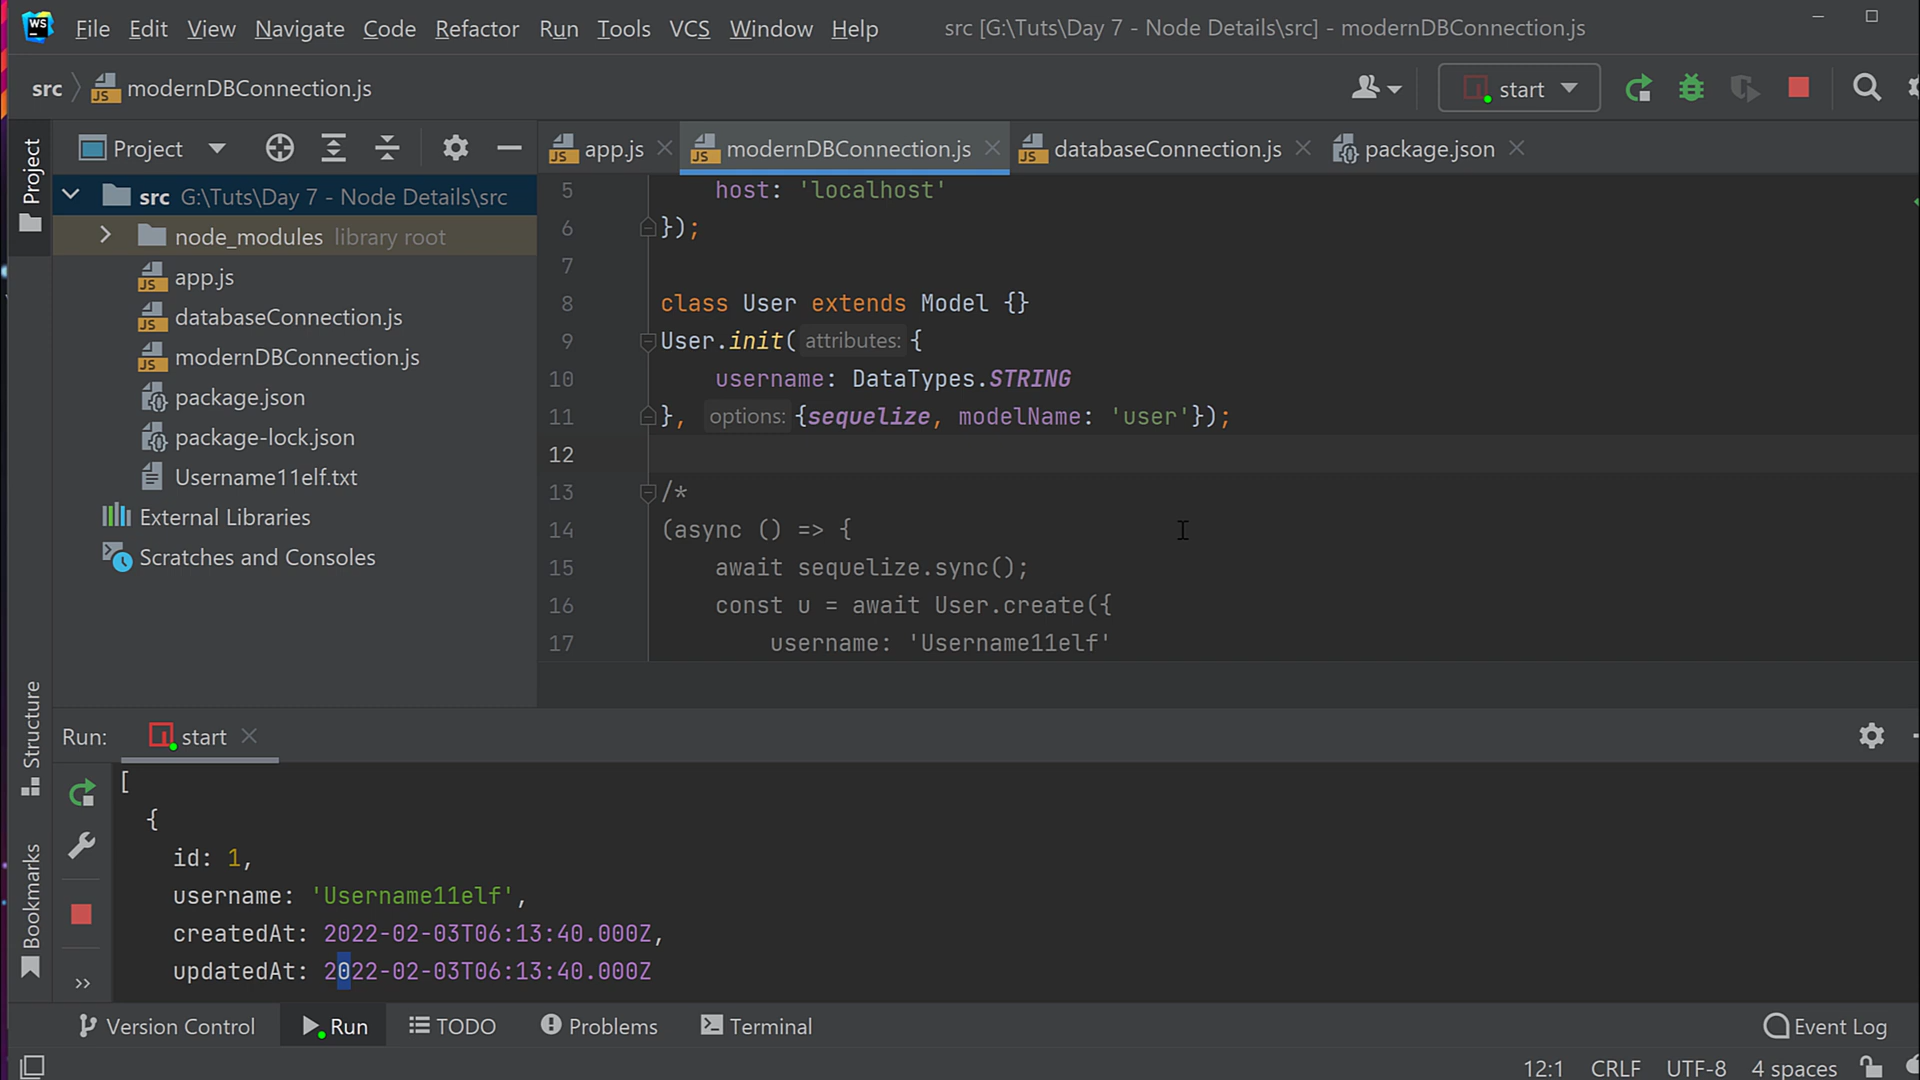 WS File Edit View Navigate Code Refactor Run Tools VCS Window Help src [G:\Tuts\Day 7 - Node Details\src] - modernDBConnection.js
src modernDBConnection.js start
Project
Project
app.js modernDBConnection.js databaseConnection.js package.json
src G:\Tuts\Day 7 - Node Details\src
node_modules library root
app.js
databaseConnection.js
modernDBConnection.js
package.json
package-lock.json
Username11elf.txt
External Libraries
Scratches and Consoles
5 host: 'localhost'
6 });
7
8 class User extends Model {}
9 User.init( attributes: {
10 username: DataTypes.STRING
11 }, options: {sequelize, modelName: 'user'});
12
13 /*
14 (async () => {
15 await sequelize.sync();
16 const u = await User.create({
17 username: 'Username11elf'
Structure
Bookmarks
Run: start
[
{
id: 1,
username: 'Username11elf',
createdAt: 2022-02-03T06:13:40.000Z,
updatedAt: 2022-02-03T06:13:40.000Z
Version Control Run TODO Problems Terminal Event Log
12:1 CRLF UTF-8 4 spaces